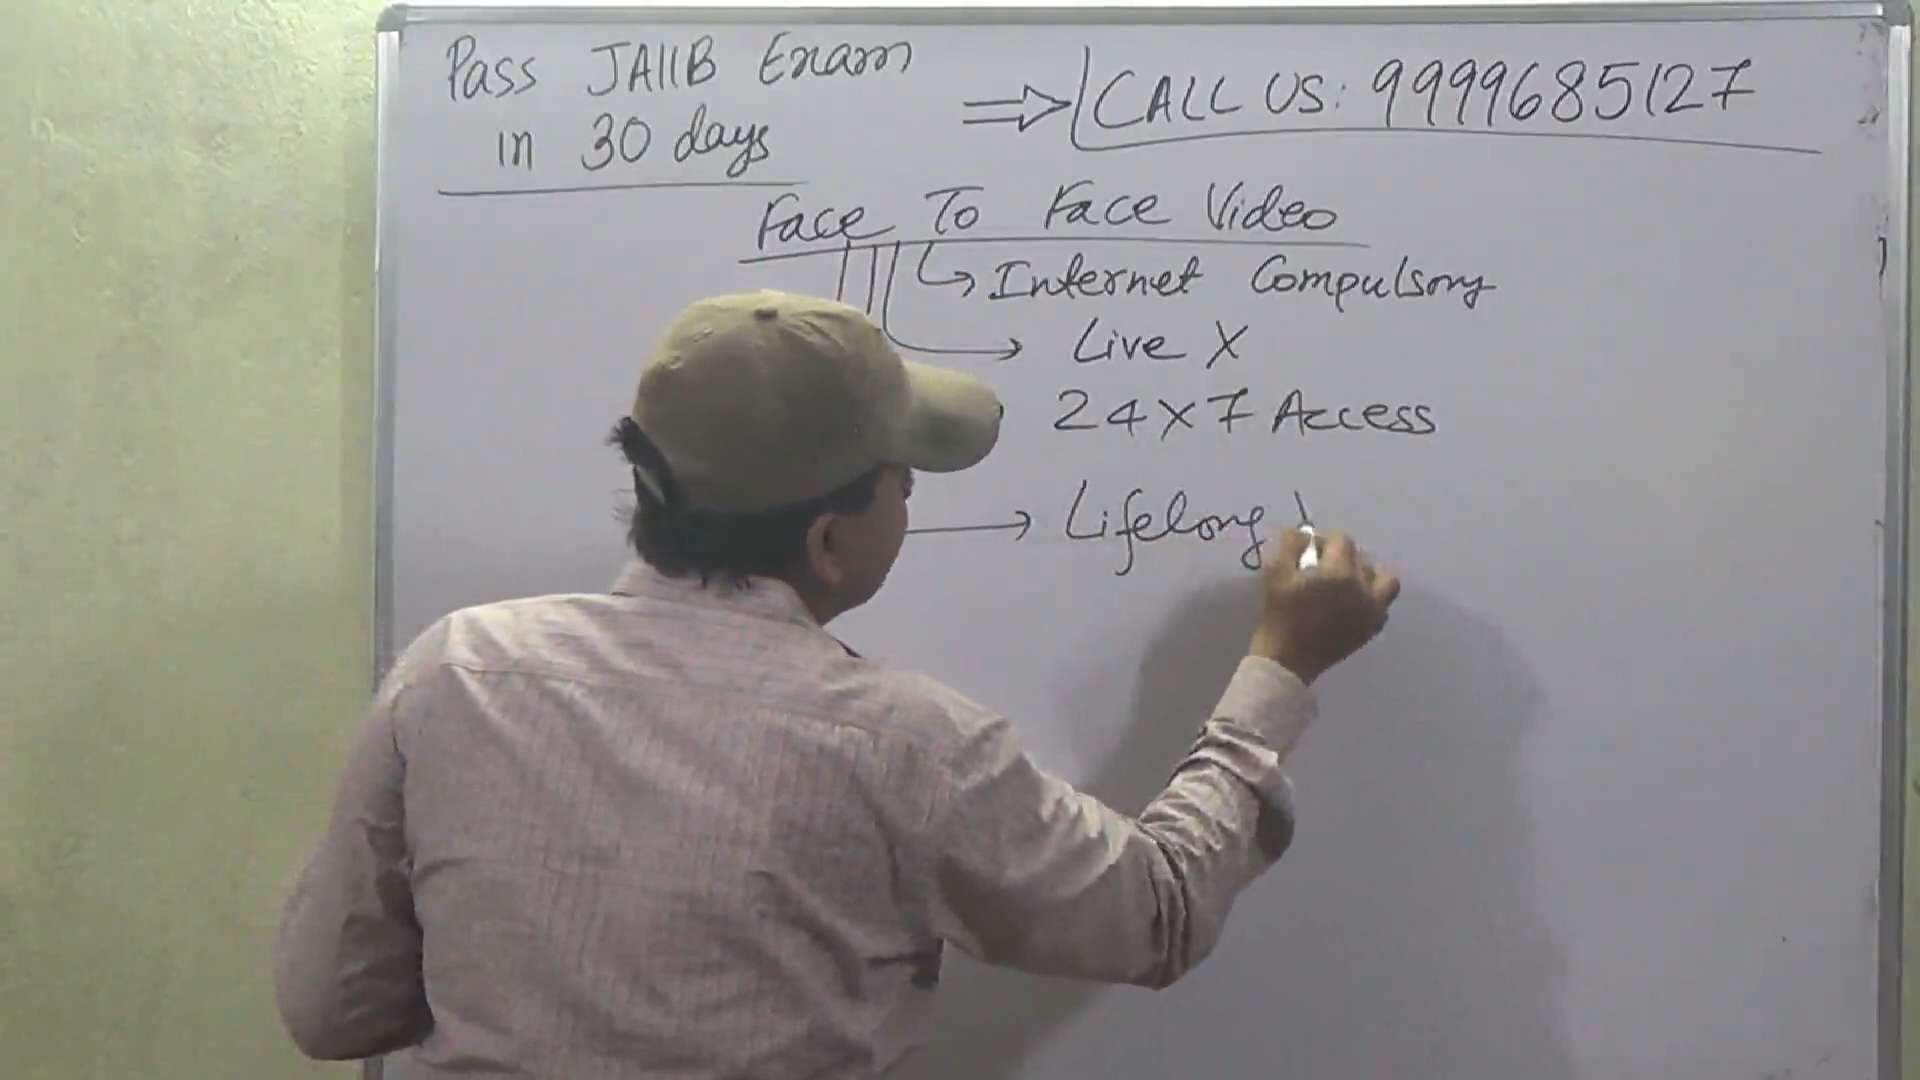 Pass JAIIB Exam
in 30 days
⇒ CALL US: 9999685127
Face To Face Video
↳ Internet Compulsory
→ Live X
24x7 Access
→ Lifelong